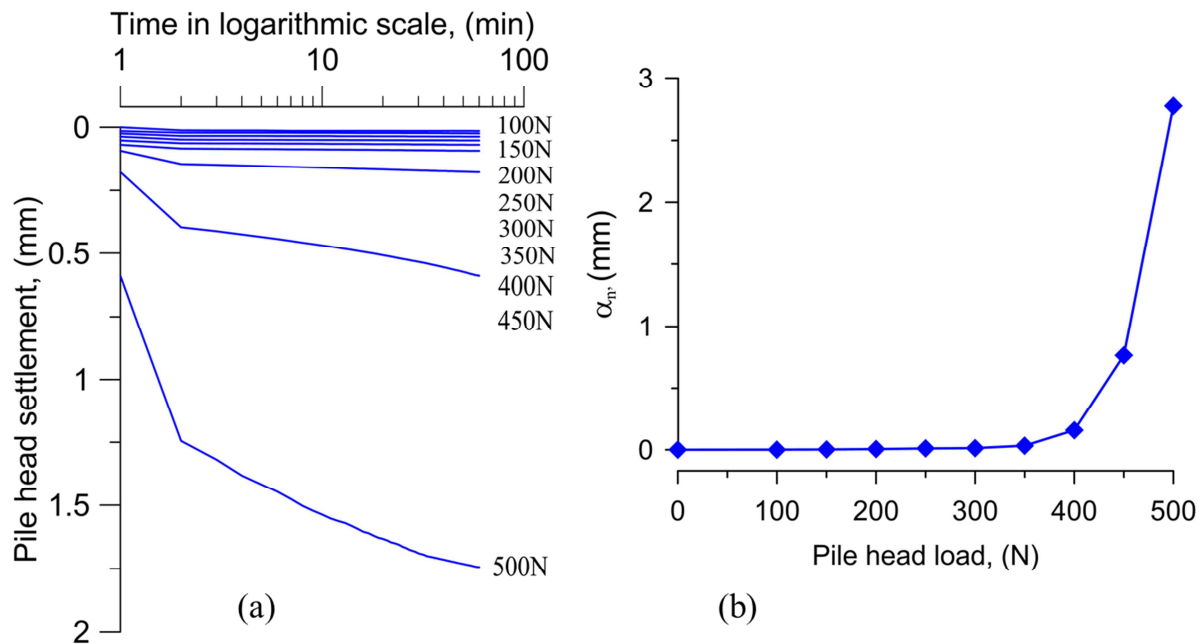 Time in logarithmic scale, (min)
1 10 100
Pile head settlement, (mm)
0
0.5
1
1.5
2
100N
150N
200N
250N
300N
350N
400N
450N
500N
(a)
αn, (mm)
3
2
1
0
0 100 200 300 400 500
Pile head load, (N)
(b)